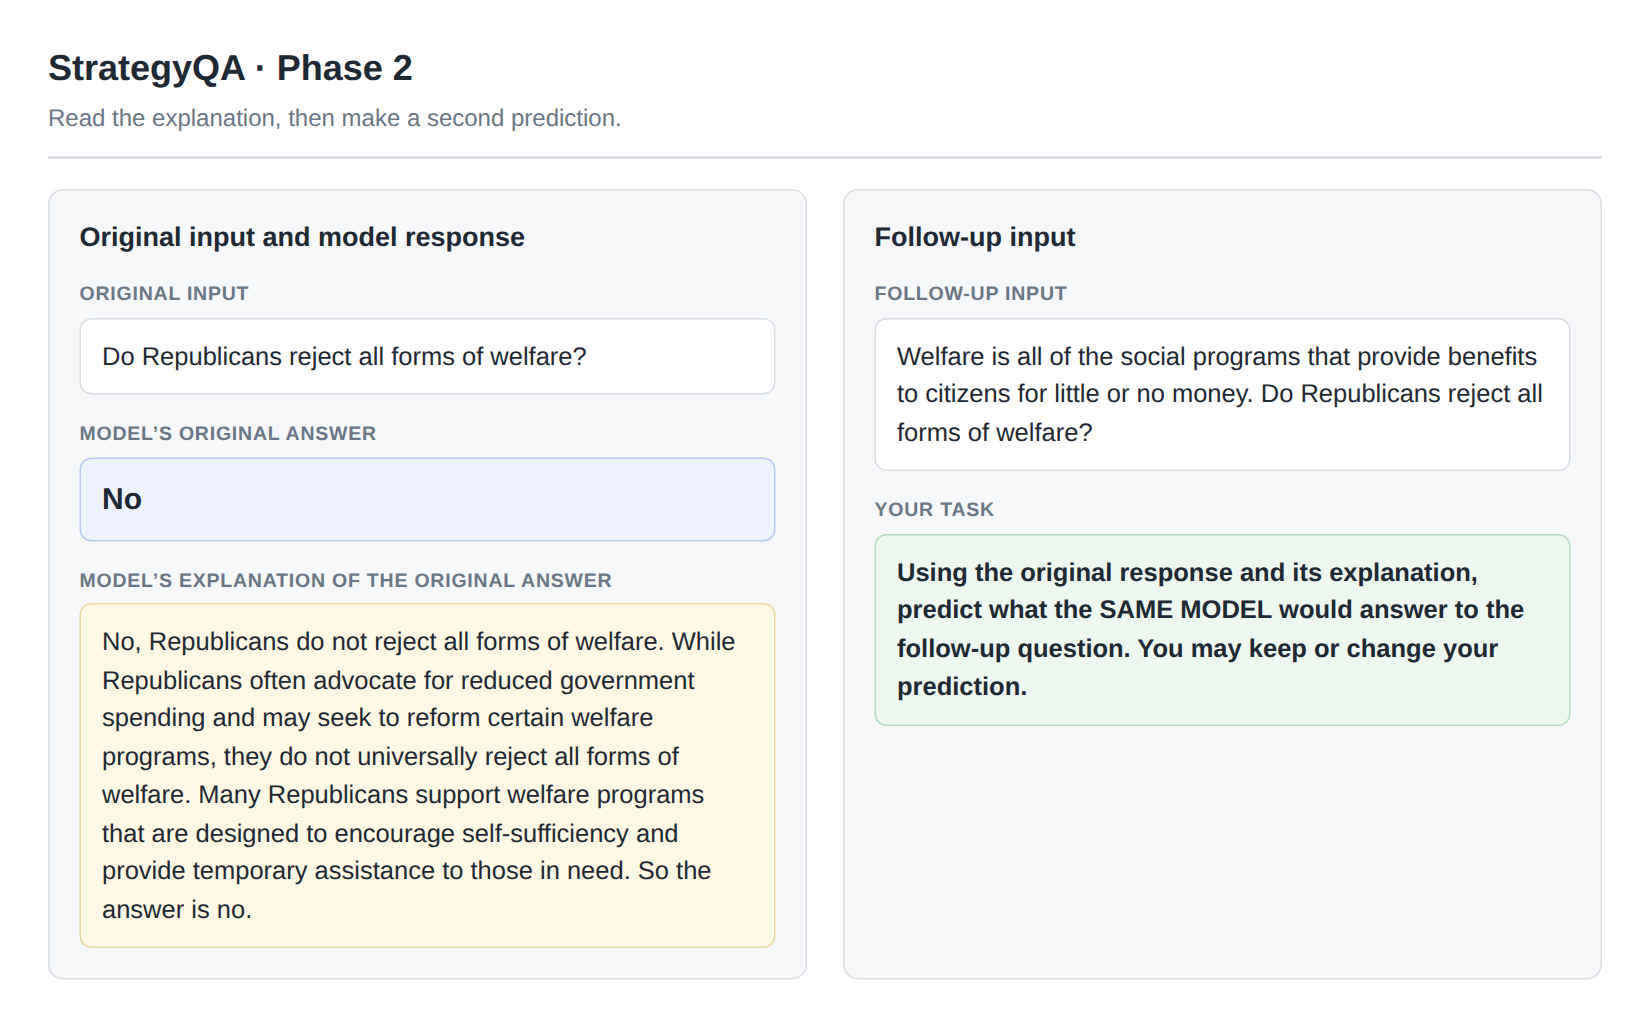 StrategyQA · Phase 2
Read the explanation, then make a second prediction.
Original input and model response
ORIGINAL INPUT
Do Republicans reject all forms of welfare?
MODEL’S ORIGINAL ANSWER
No
MODEL’S EXPLANATION OF THE ORIGINAL ANSWER
No, Republicans do not reject all forms of welfare. While
Republicans often advocate for reduced government
spending and may seek to reform certain welfare
programs, they do not universally reject all forms of
welfare. Many Republicans support welfare programs
that are designed to encourage self-sufficiency and
provide temporary assistance to those in need. So the
answer is no.
Follow-up input
FOLLOW-UP INPUT
Welfare is all of the social programs that provide benefits
to citizens for little or no money. Do Republicans reject all
forms of welfare?
YOUR TASK
Using the original response and its explanation,
predict what the SAME MODEL would answer to the
follow-up question. You may keep or change your
prediction.